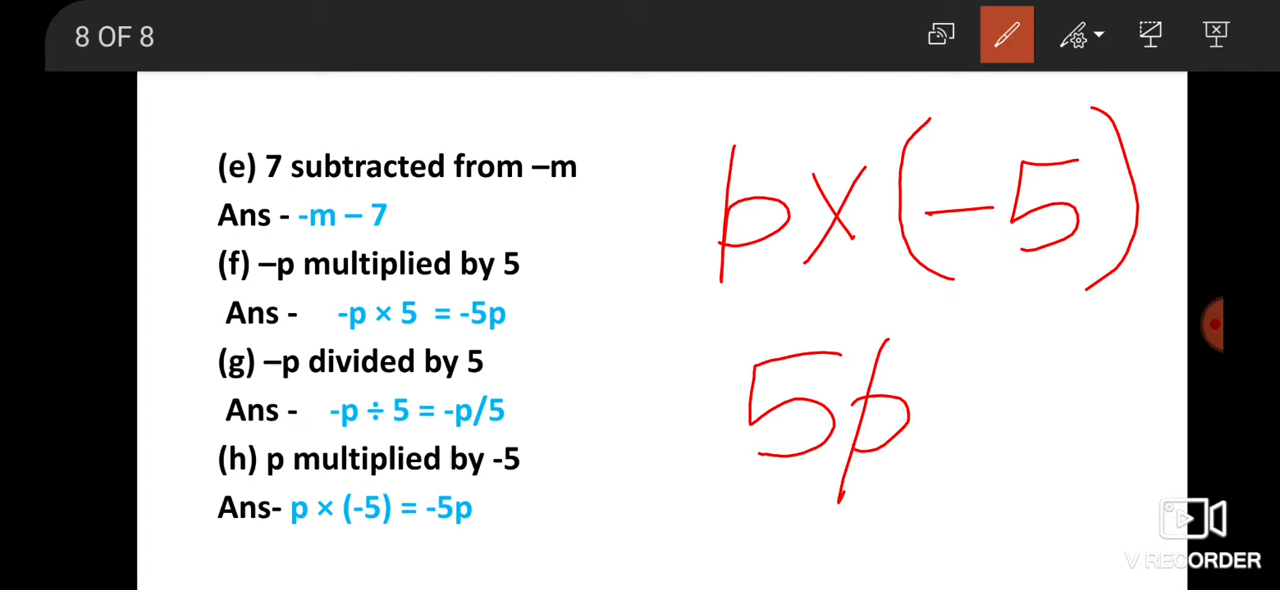 8 OF 8
(e) 7 subtracted from –m
Ans - -m – 7
(f) –p multiplied by 5
Ans - -p × 5 = -5p
(g) –p divided by 5
Ans - -p ÷ 5 = -p/5
(h) p multiplied by -5
Ans- p × (-5) = -5p
p × (-5)
5p
V RECORDER